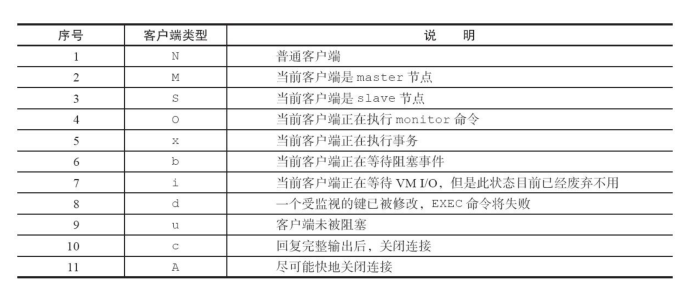 序号 客户端类型 说 明
1 N 普通客户端
2 M 当前客户端是 master 节点
3 S 当前客户端是 slave 节点
4 O 当前客户端正在执行 monitor 命令
5 x 当前客户端正在执行事务
6 b 当前客户端正在等待阻塞事件
7 i 当前客户端正在等待 VM I/O，但是此状态目前已经废弃不用
8 d 一个受监视的键已被修改，EXEC 命令将失败
9 u 客户端未被阻塞
10 c 回复完整输出后，关闭连接
11 A 尽可能快地关闭连接